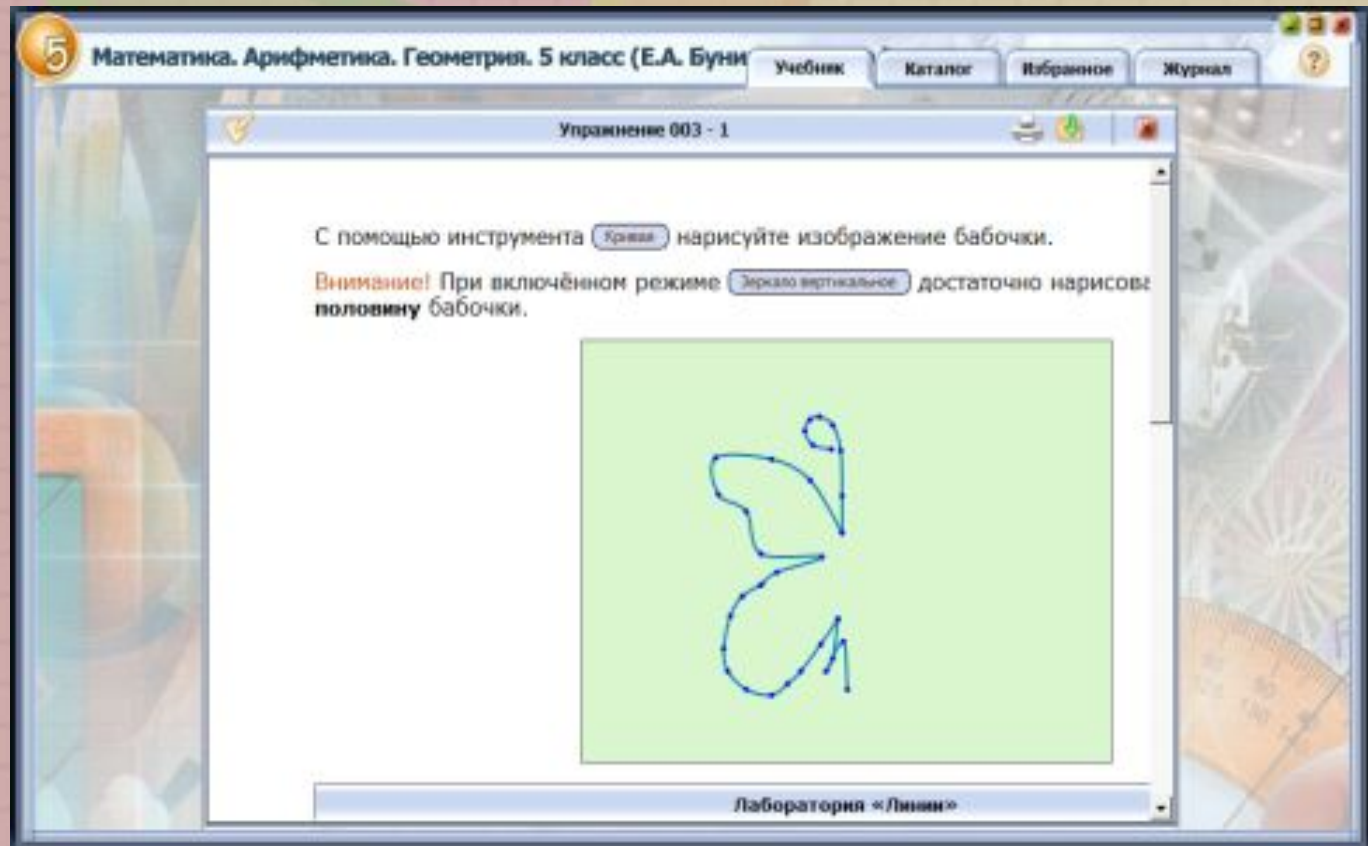 5
Математика. Арифметика. Геометрия. 5 класс (Е.А. Буни
Учебник Каталог Избранное Журнал ?
Упражнение 003 - 1
С помощью инструмента Кривая нарисуйте изображение бабочки.
Внимание! При включённом режиме Зеркало вертикальное достаточно нарисова
половину бабочки.
Лаборатория «Линии»